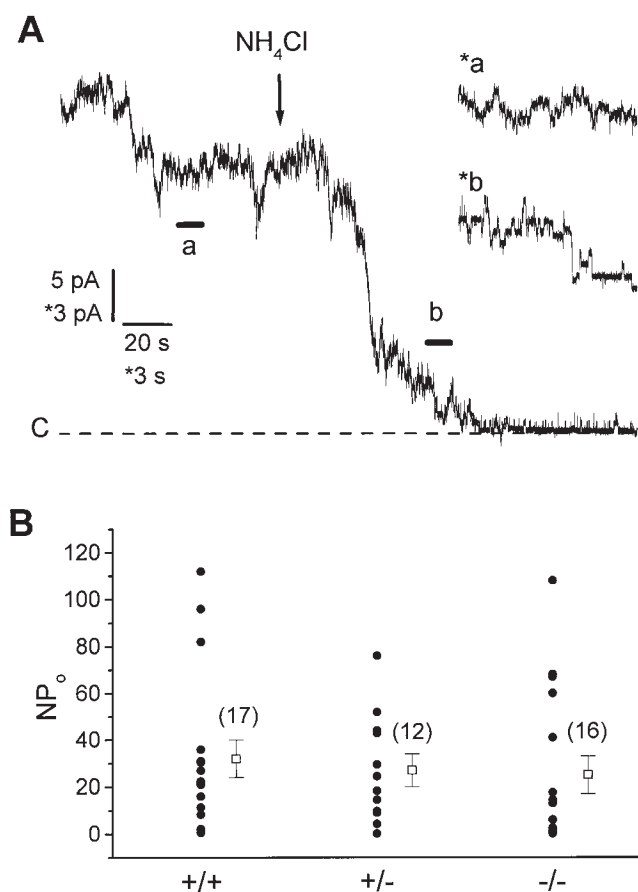 A
NH₄Cl
*a
*b
a
5 pA
*3 pA
20 s
*3 s
b
C
B
120
100
80
60
40
20
0
NPₒ
(17)
(12)
(16)
+/+
+/-
-/-